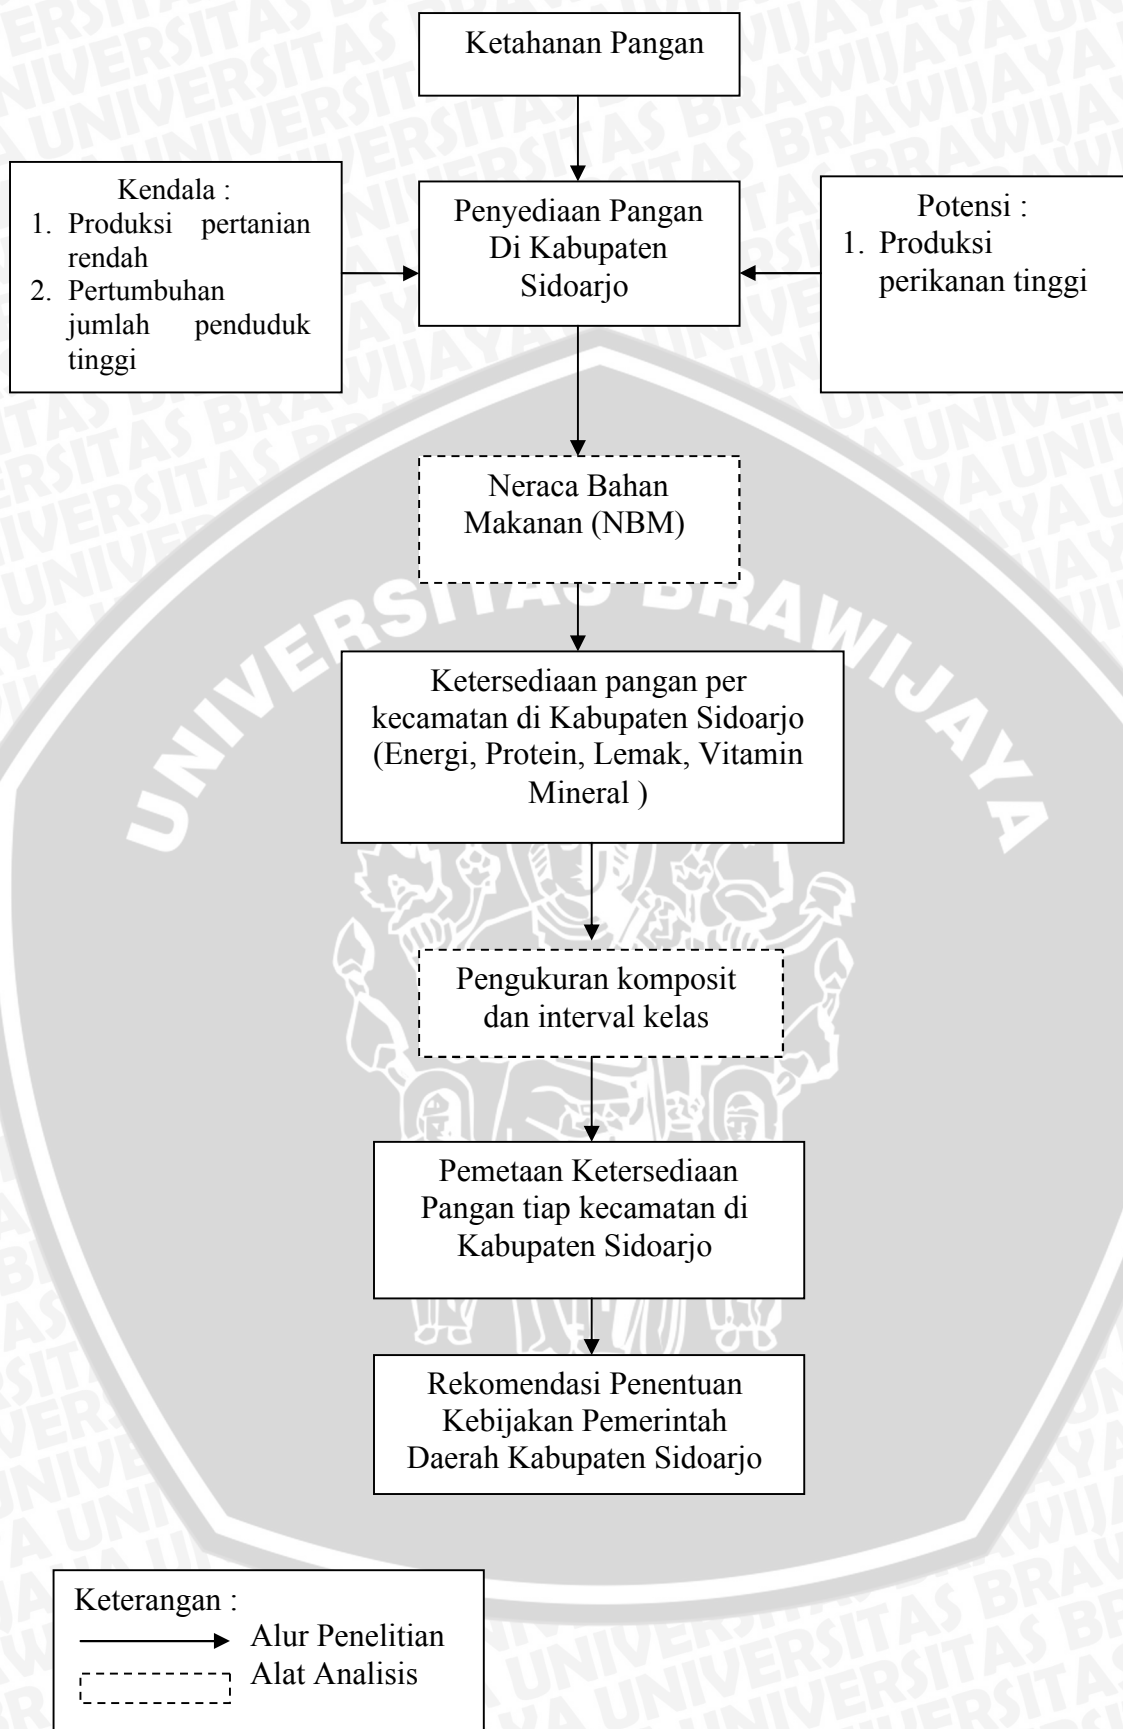 Ketahanan Pangan
Kendala :
1. Produksi pertanian
rendah
2. Pertumbuhan
jumlah penduduk
tinggi
Penyediaan Pangan
Di Kabupaten
Sidoarjo
Potensi :
1. Produksi
perikanan tinggi
Neraca Bahan
Makanan (NBM)
UNIVERSITAS BRAWIJAYA
Ketersediaan pangan per
kecamatan di Kabupaten Sidoarjo
(Energi, Protein, Lemak, Vitamin
Mineral )
Pengukuran komposit
dan interval kelas
Pemetaan Ketersediaan
Pangan tiap kecamatan di
Kabupaten Sidoarjo
Rekomendasi Penentuan
Kebijakan Pemerintah
Daerah Kabupaten Sidoarjo
Keterangan :
Alur Penelitian
Alat Analisis